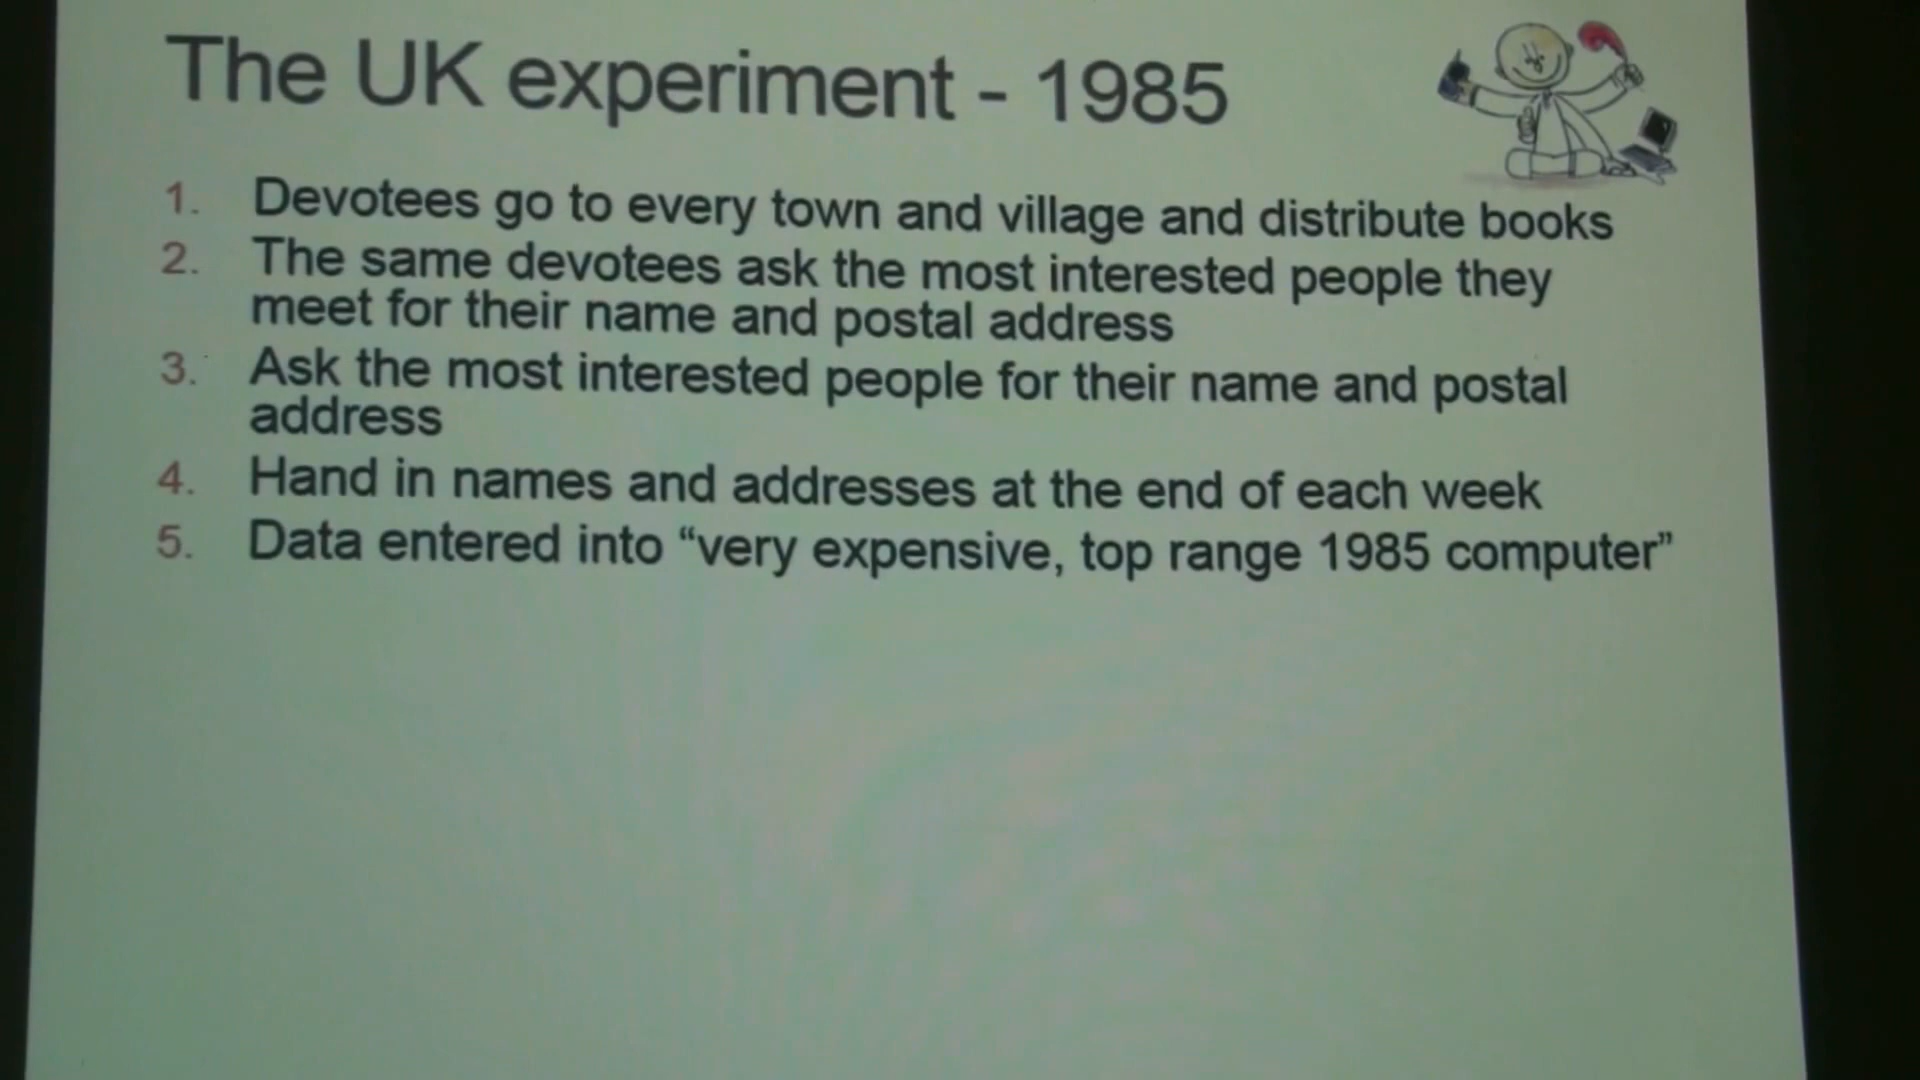 The UK experiment - 1985
1. Devotees go to every town and village and distribute books
2. The same devotees ask the most interested people they
meet for their name and postal address
3. Ask the most interested people for their name and postal
address
4. Hand in names and addresses at the end of each week
5. Data entered into “very expensive, top range 1985 computer”